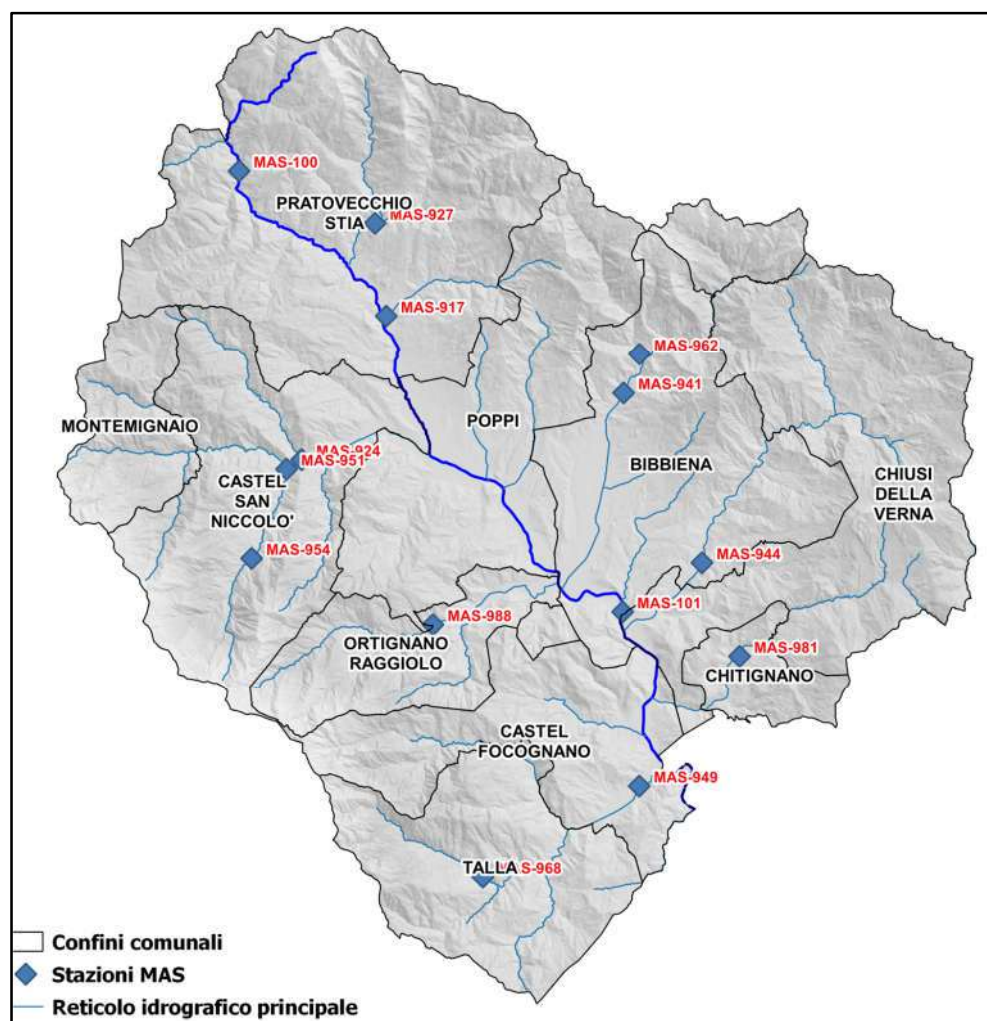 MAS-100
PRATOVECCHIO
STIA
MAS-927
MAS-917
MAS-962
MAS-941
MONTEMIGNAIO
POPPI
BIBBIENA
MAS-924
MAS-951
CASTEL
SAN
NICCOLO'
CHIUSI
DELLA
VERNA
MAS-954
MAS-944
MAS-101
MAS-988
ORTIGNANO
RAGGIOLO
MAS-981
CHITIGNANO
CASTEL
FOCOGNANO
MAS-949
TALLA
MAS-968
Confini comunali
Stazioni MAS
Reticolo idrografico principale